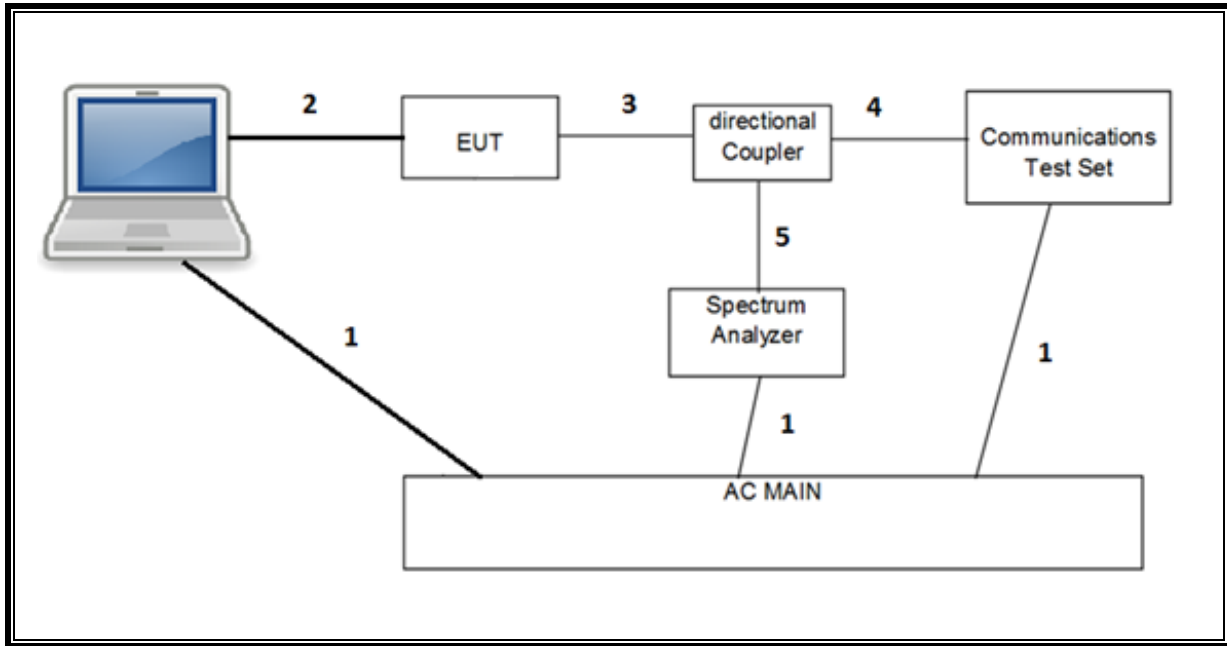 2
EUT
3
directional
Coupler
4
Communications
Test Set
5
Spectrum
Analyzer
1
1
1
AC MAIN